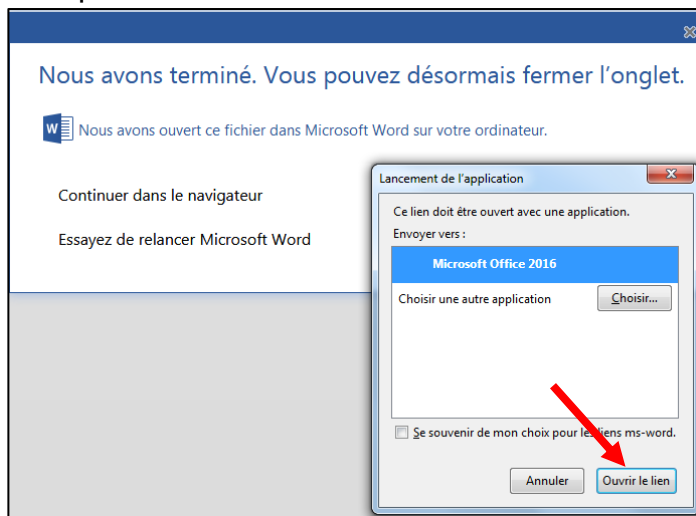 Nous avons terminé. Vous pouvez désormais fermer l'onglet.
W
Nous avons ouvert ce fichier dans Microsoft Word sur votre ordinateur.
Continuer dans le navigateur
Essayez de relancer Microsoft Word
Lancement de l'application
Ce lien doit être ouvert avec une application.
Envoyer vers :
Microsoft Office 2016
Choisir une autre application
Choisir...
Se souvenir de mon choix pour les liens ms-word.
Annuler
Ouvrir le lien